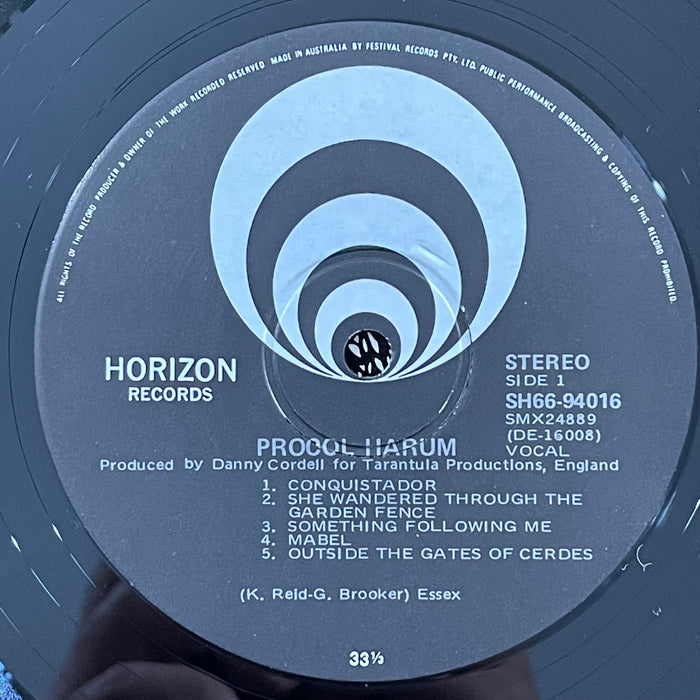 ALL RIGHTS OF THE RECORD PRODUCER & OWNER OF THE WORK RECORDED RESERVED MADE IN AUSTRALIA BY FESTIVAL RECORDS PTY. LTD. PUBLIC PERFORMANCE BROADCASTING & COPYING OF THIS RECORD PROHIBITED.
HORIZON
RECORDS
STEREO
SIDE 1
SH66-94016
SMX24889
(DE-16008)
VOCAL
PROCOL HARUM
Produced by Danny Cordell for Tarantula Productions, England
1. CONQUISTADOR
2. SHE WANDERED THROUGH THE
GARDEN FENCE
3. SOMETHING FOLLOWING ME
4. MABEL
5. OUTSIDE THE GATES OF CERDES
(K. Reid-G. Brooker) Essex
33⅓